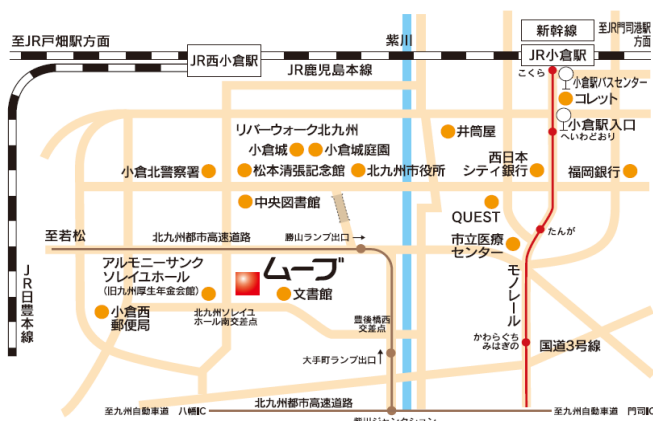 新幹線
至JR門司港駅
方面
至JR戸畑駅方面
紫川
JR小倉駅
JR西小倉駅
JR鹿児島本線
こくら
小倉駅バスセンター
コレット
小倉駅入口
へいわどおり
リバーウォーク北九州
井筒屋
小倉城
小倉城庭園
西日本
シティ銀行
福岡銀行
小倉北警察署
松本清張記念館
北九州市役所
中央図書館
QUEST
至若松
北九州都市高速道路
勝山ランプ出口→
たんが
市立医療
センター
アルモニーサンク
ソレイユホール
(旧九州厚生年金会館)
ムーブ
モノレール
文書館
JR日豊本線
小倉西
郵便局
北九州ソレイユ
ホール南交差点
豊後橋西
交差点
かわらぐち
みはぎの
国道3号線
大手町ランプ出口
↑
北九州都市高速道路
至九州自動車道 八幡IC
至九州自動車道 門司IC